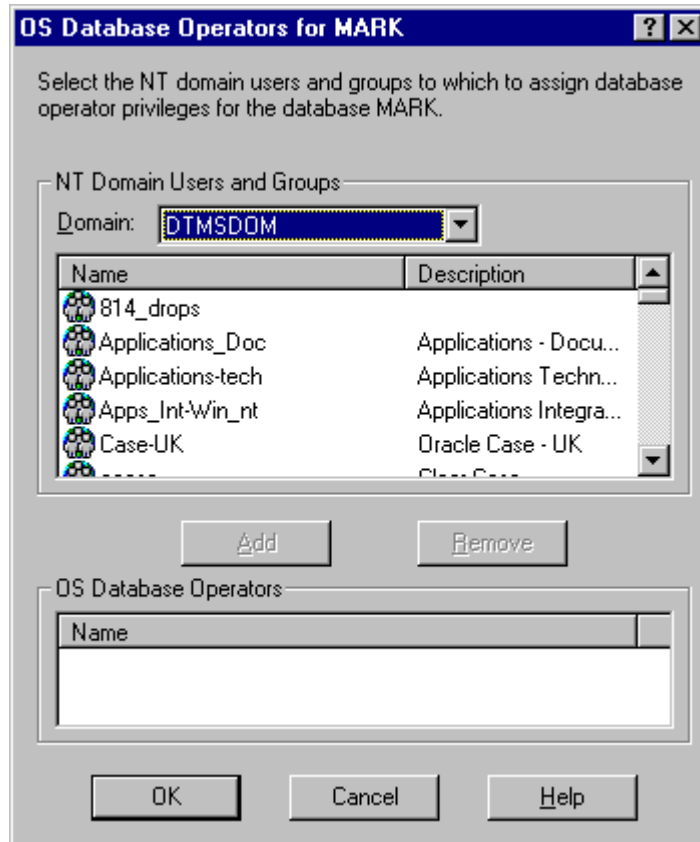 OS Database Operators for MARK
Select the NT domain users and groups to which to assign database
operator privileges for the database MARK.
NT Domain Users and Groups
Domain: DTMSDOM
Name Description
814_drops
Applications_Doc Applications - Docu...
Applications-tech Applications Techn...
Apps_Int-Win_nt Applications Integra...
Case-UK Oracle Case - UK
Add Remove
OS Database Operators
Name
OK Cancel Help